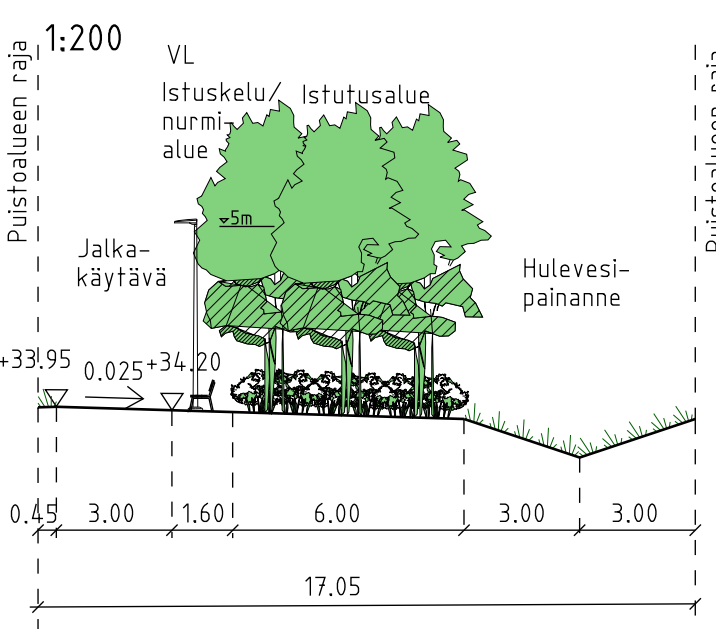 1:200
Puistoalueen raja
VL
Istuskelu/
nurmi-
alue
Istutusalue
Puistoalueen raja
5m
Jalka-
käytävä
Hulevesi-
painanne
+33.95
0.025
+34.20
0.45
3.00
1.60
6.00
3.00
3.00
17.05